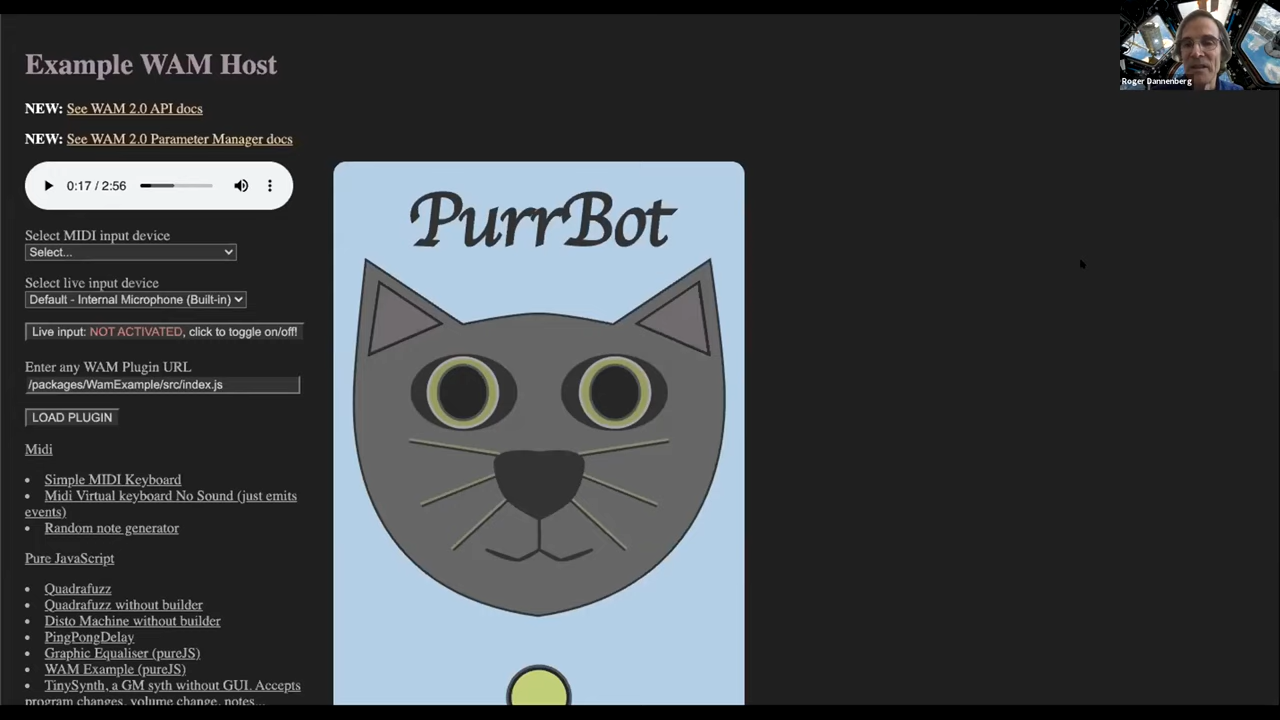 Example WAM Host
NEW: See WAM 2.0 API docs
NEW: See WAM 2.0 Parameter Manager docs
0:17 / 2:56
Select MIDI input device
Select...
Select live input device
Default - Internal Microphone (Built-in)
Live input: NOT ACTIVATED, click to toggle on/off!
Enter any WAM Plugin URL
/packages/WamExample/src/index.js
LOAD PLUGIN
Midi
Simple MIDI Keyboard
Midi Virtual keyboard No Sound (just emits
events)
Random note generator
Pure JavaScript
Quadrafuzz
Quadrafuzz without builder
Disto Machine without builder
PingPongDelay
Graphic Equaliser (pureJS)
WAM Example (pureJS)
TinySynth, a GM syth without GUI. Accepts
program changes, volume change, notes...
PurrBot
Roger Dannenberg